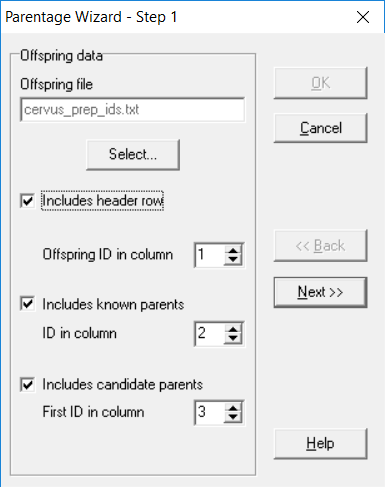 Parentage Wizard - Step 1
Offspring data
Offspring file
cervus_prep_ids.txt
Select...
Includes header row
Offspring ID in column 1
Includes known parents
ID in column 2
Includes candidate parents
First ID in column 3
OK
Cancel
<< Back
Next >>
Help